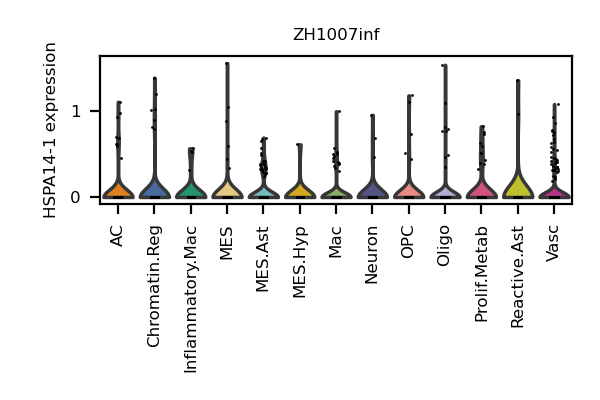 ZH1007inf
HSPA14-1 expression
1
0
AC
Chromatin.Reg
Inflammatory.Mac
MES
MES.Ast
MES.Hyp
Mac
Neuron
OPC
Oligo
Prolif.Metab
Reactive.Ast
Vasc